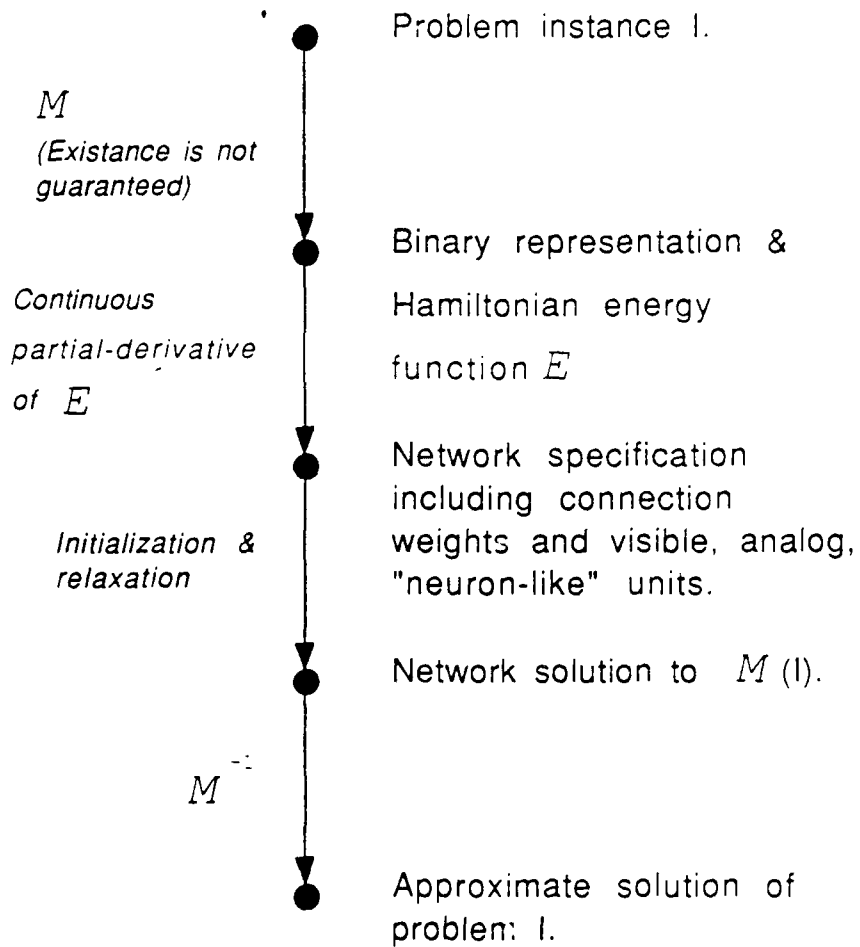 Problem instance I.
M
(Existance is not
guaranteed)
Binary representation &
Hamiltonian energy
function E
Continuous
partial-derivative
of E
Network specification
including connection
weights and visible, analog,
"neuron-like" units.
Initialization &
relaxation
Network solution to M (I).
M
Approximate solution of
problem I.